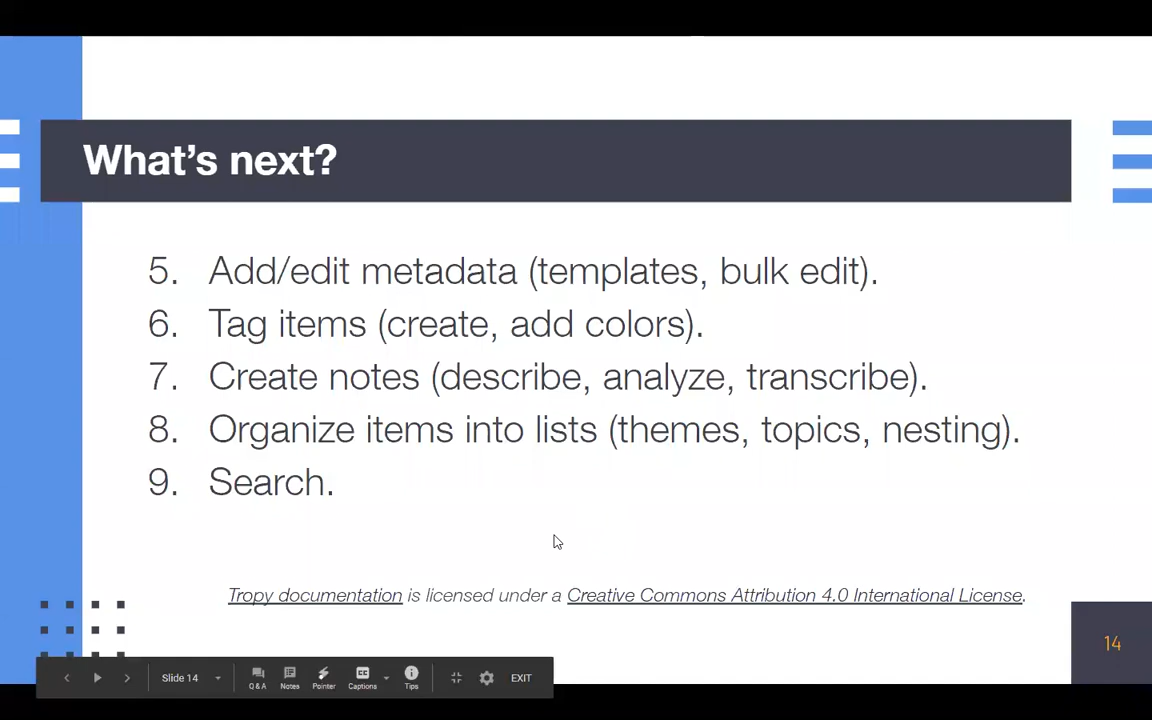 What's next?
5. Add/edit metadata (templates, bulk edit).
6. Tag items (create, add colors).
7. Create notes (describe, analyze, transcribe).
8. Organize items into lists (themes, topics, nesting).
9. Search.
Tropy documentation is licensed under a Creative Commons Attribution 4.0 International License.
14
Slide 14
Q & A
Notes
Pointer
CC
Captions
Tips
EXIT